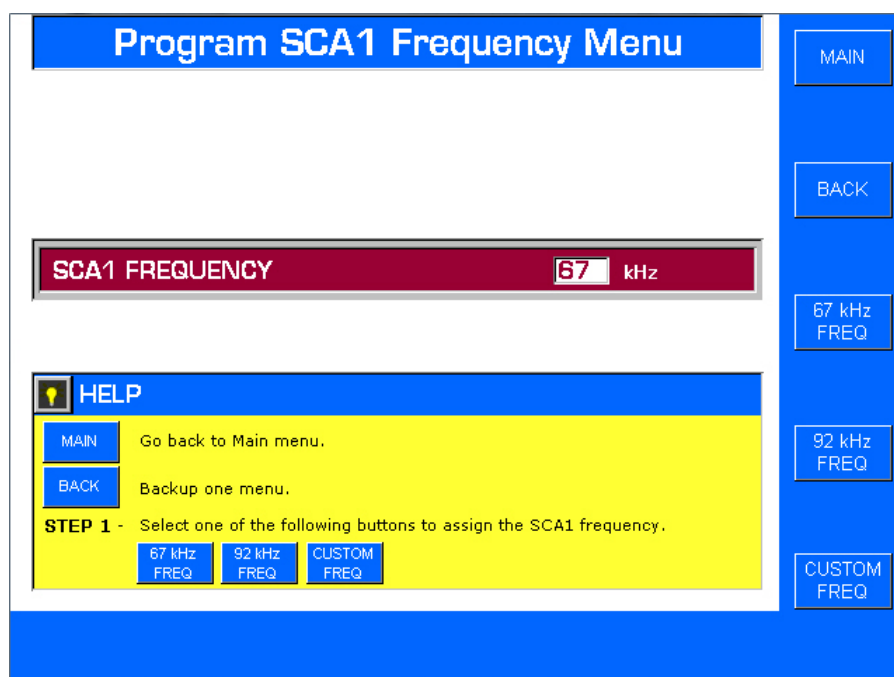 Program SCA1 Frequency Menu
MAIN
BACK
SCA1 FREQUENCY 67 kHz
67 kHz
FREQ
HELP
MAIN Go back to Main menu.
BACK Backup one menu.
STEP 1 - Select one of the following buttons to assign the SCA1 frequency.
67 kHz
FREQ
92 kHz
FREQ
CUSTOM
FREQ
92 kHz
FREQ
CUSTOM
FREQ